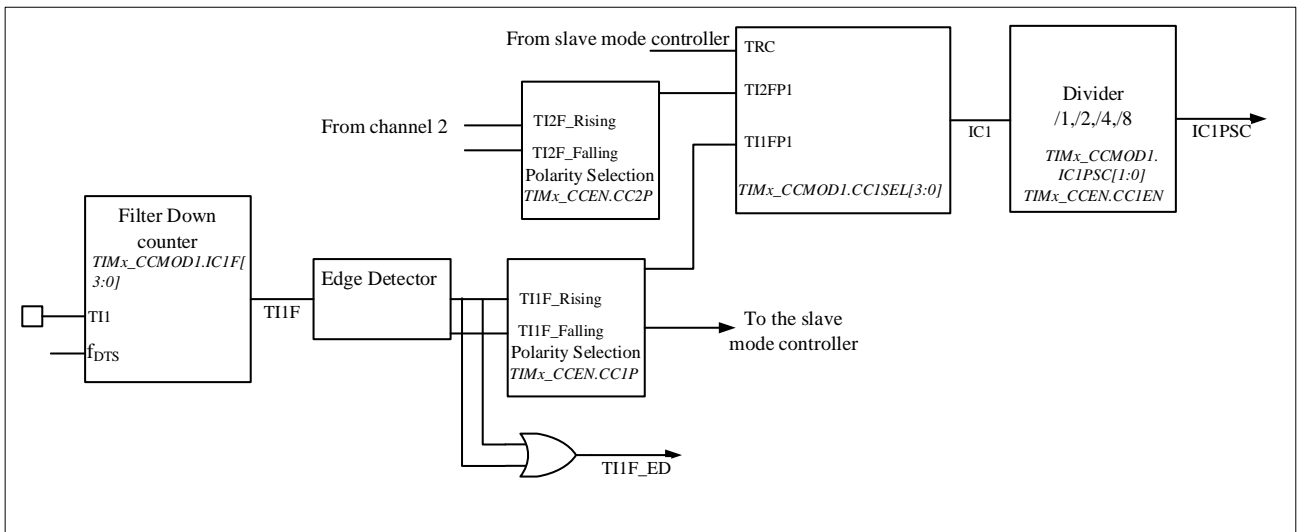 From slave mode controller
TRC
TI2FP1
TI1FP1
TIMx_CCMOD1.CC1SEL[3:0]
IC1
Divider
/1,/2,/4,/8
TIMx_CCMOD1.
IC1PSC[1:0]
TIMx_CCEN.CC1EN
IC1PSC
From channel 2
TI2F_Rising
TI2F_Falling
Polarity Selection
TIMx_CCEN.CC2P
Filter Down
counter
TIMx_CCMOD1.IC1F[
3:0]
TI1
fDTS
TI1F
Edge Detector
TI1F_Rising
TI1F_Falling
Polarity Selection
TIMx_CCEN.CC1P
To the slave
mode controller
TI1F_ED